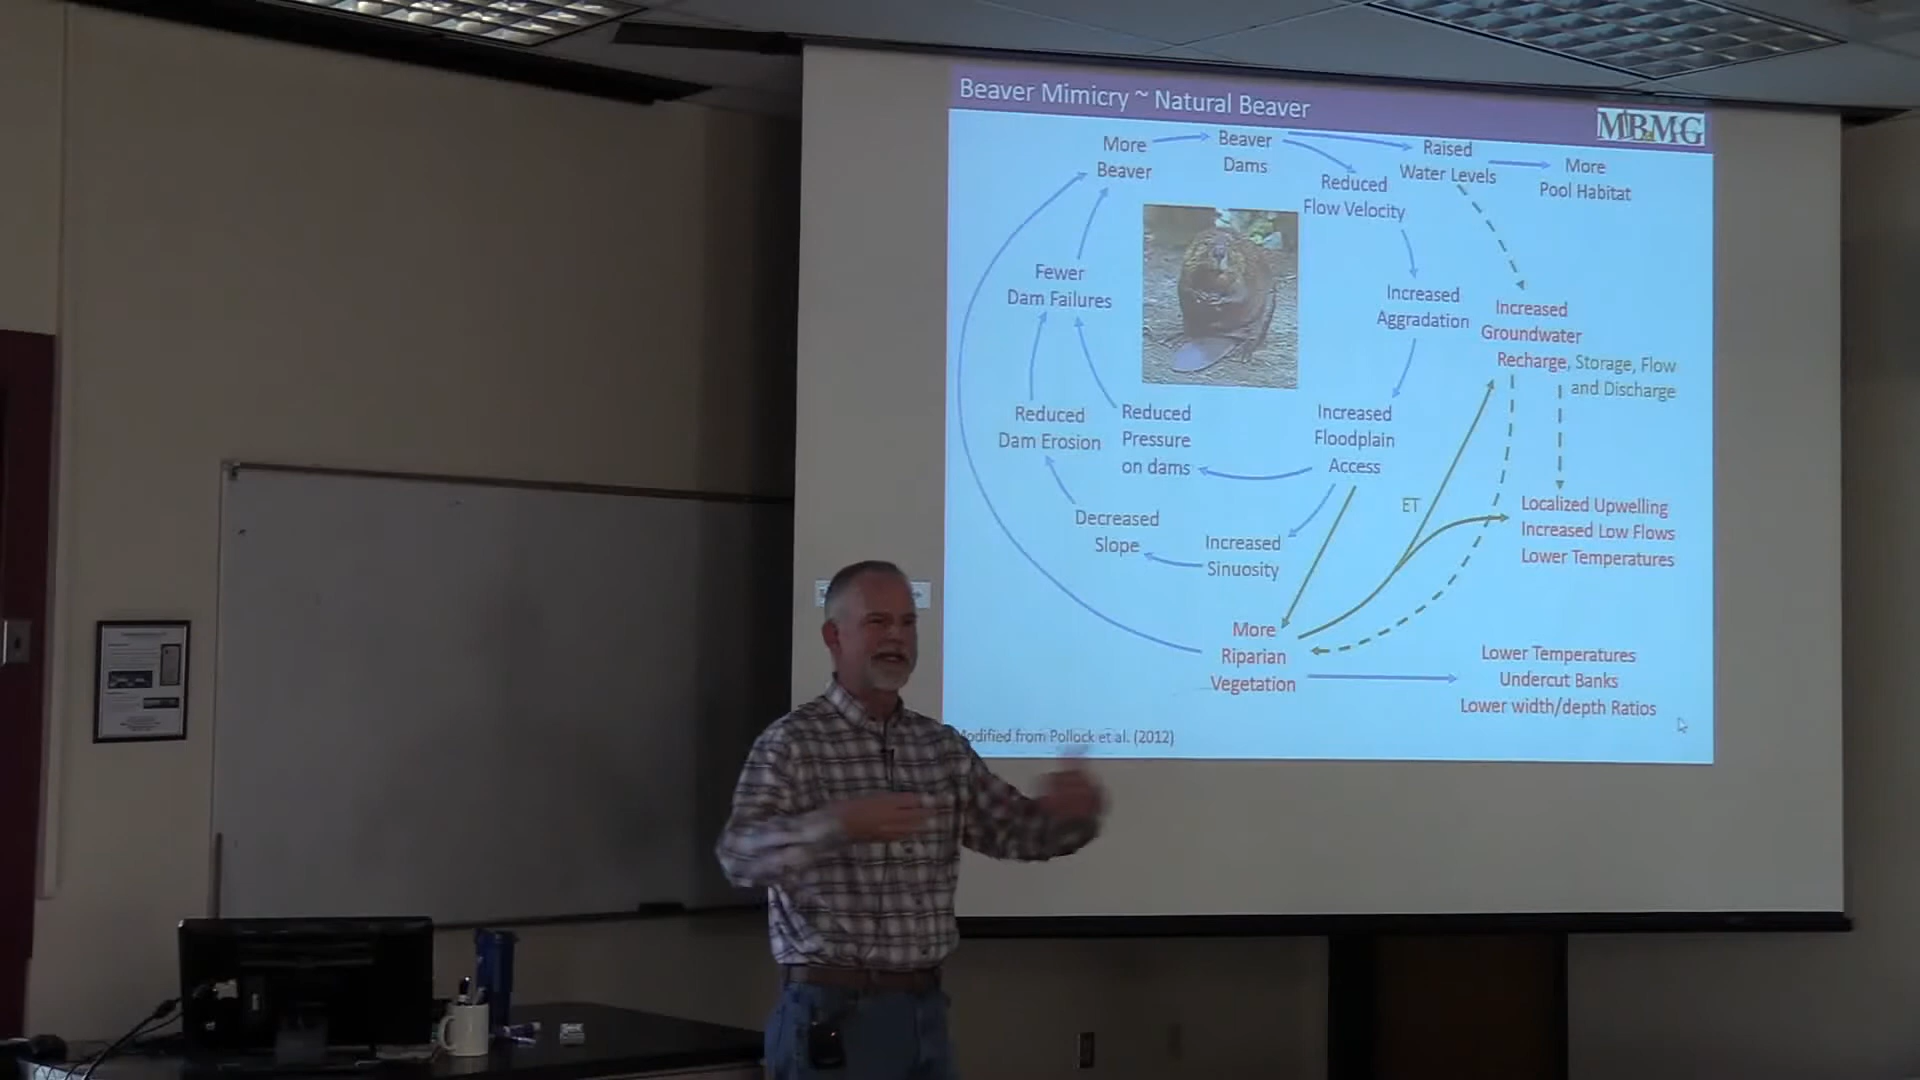 Beaver Mimicry ~ Natural Beaver
MBMG
More
Beaver
Beaver
Dams
Raised
Water Levels
More
Pool Habitat
Reduced
Flow Velocity
Fewer
Dam Failures
Increased
Aggradation
Increased
Groundwater
Recharge, Storage, Flow
and Discharge
Reduced
Dam Erosion
Reduced
Pressure
on dams
Increased
Floodplain
Access
ET
Localized Upwelling
Increased Low Flows
Lower Temperatures
Decreased
Slope
Increased
Sinuosity
More
Riparian
Vegetation
Lower Temperatures
Undercut Banks
Lower width/depth Ratios
Modified from Pollock et al. (2012)